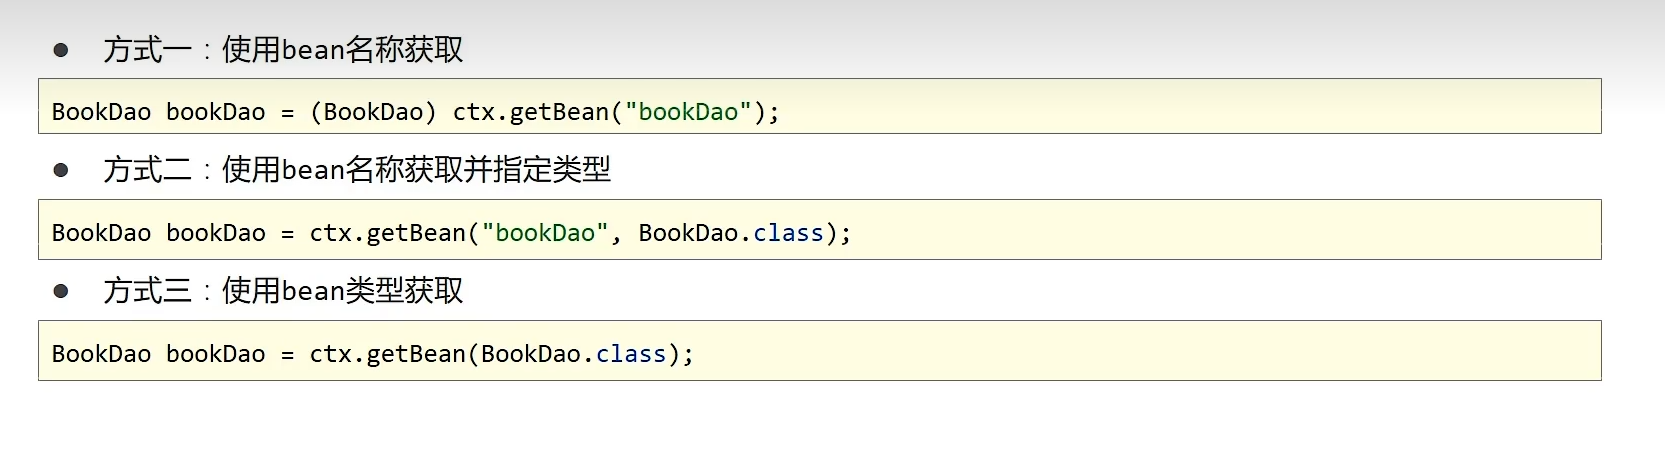 ● 方式一：使用bean名称获取
BookDao bookDao = (BookDao) ctx.getBean("bookDao");
● 方式二：使用bean名称获取并指定类型
BookDao bookDao = ctx.getBean("bookDao", BookDao.class);
● 方式三：使用bean类型获取
BookDao bookDao = ctx.getBean(BookDao.class);